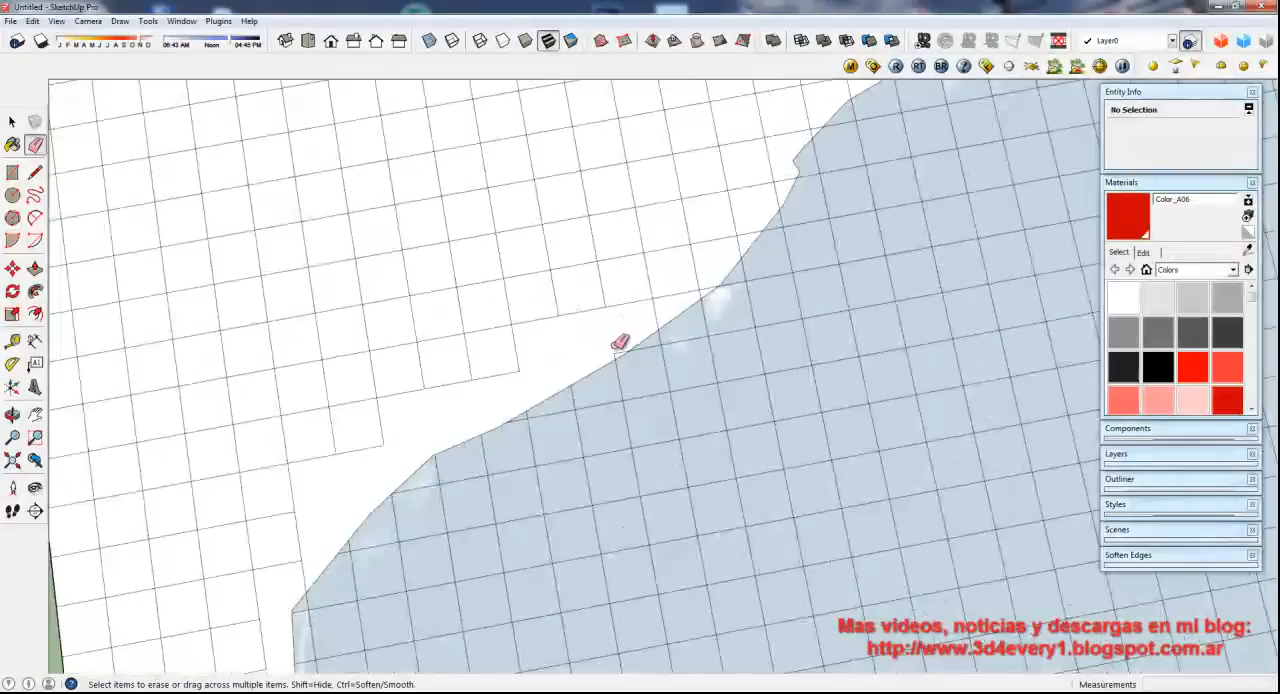 Untitled - SketchUp Pro
File Edit View Camera Draw Tools Window Plugins Help
J F M A M J J A S O N D 06:43 AM Noon 04:45 PM Layer0
M R RT BR
Entity Info
No Selection
Materials
Color_A06
Select Edit
Colors
Components
Layers
Outliner
Styles
Scenes
Soften Edges
Mas videos, noticias y descargas en mi blog:
http://www.3d4every1.blogspot.com.ar
Select items to erase or drag across multiple items. Shift=Hide, Ctrl=Soften/Smooth. Measurements